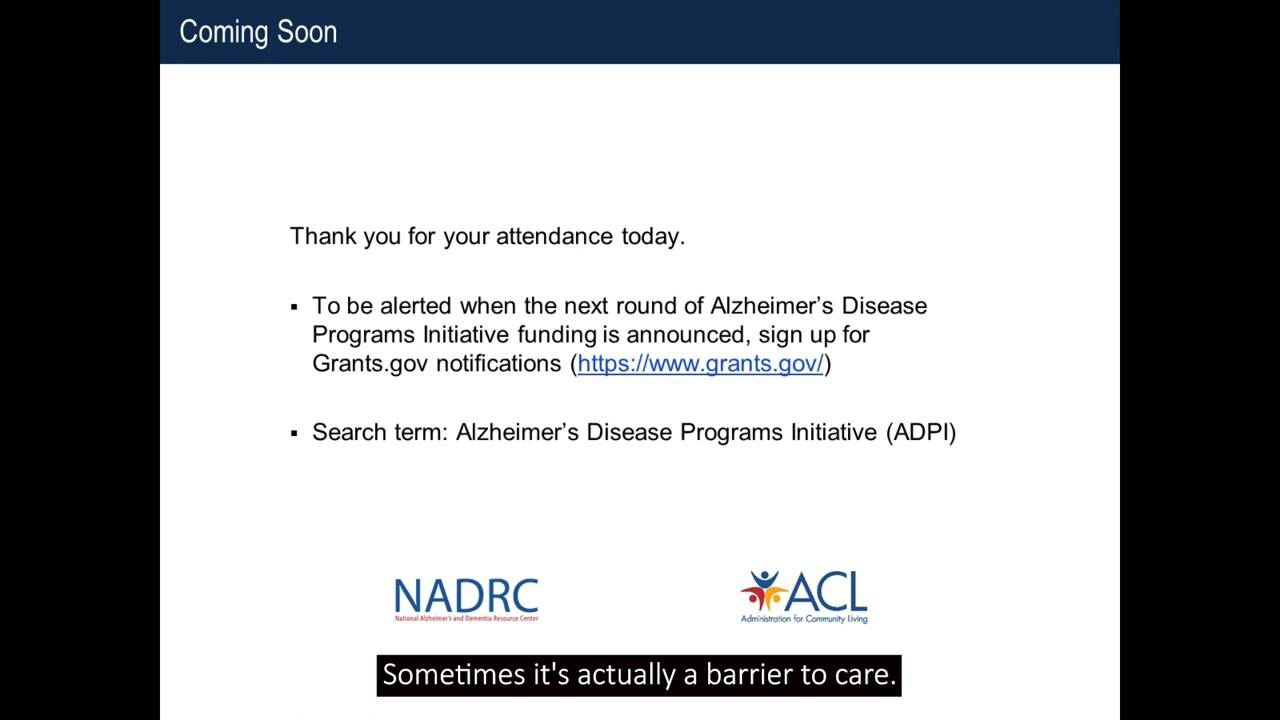 Coming Soon
Thank you for your attendance today.
▪ To be alerted when the next round of Alzheimer’s Disease
Programs Initiative funding is announced, sign up for
Grants.gov notifications (https://www.grants.gov/)
▪ Search term: Alzheimer’s Disease Programs Initiative (ADPI)
NADRC
National Alzheimer's and Dementia Resource Center
ACL
Administration for Community Living
Sometimes it's actually a barrier to care.